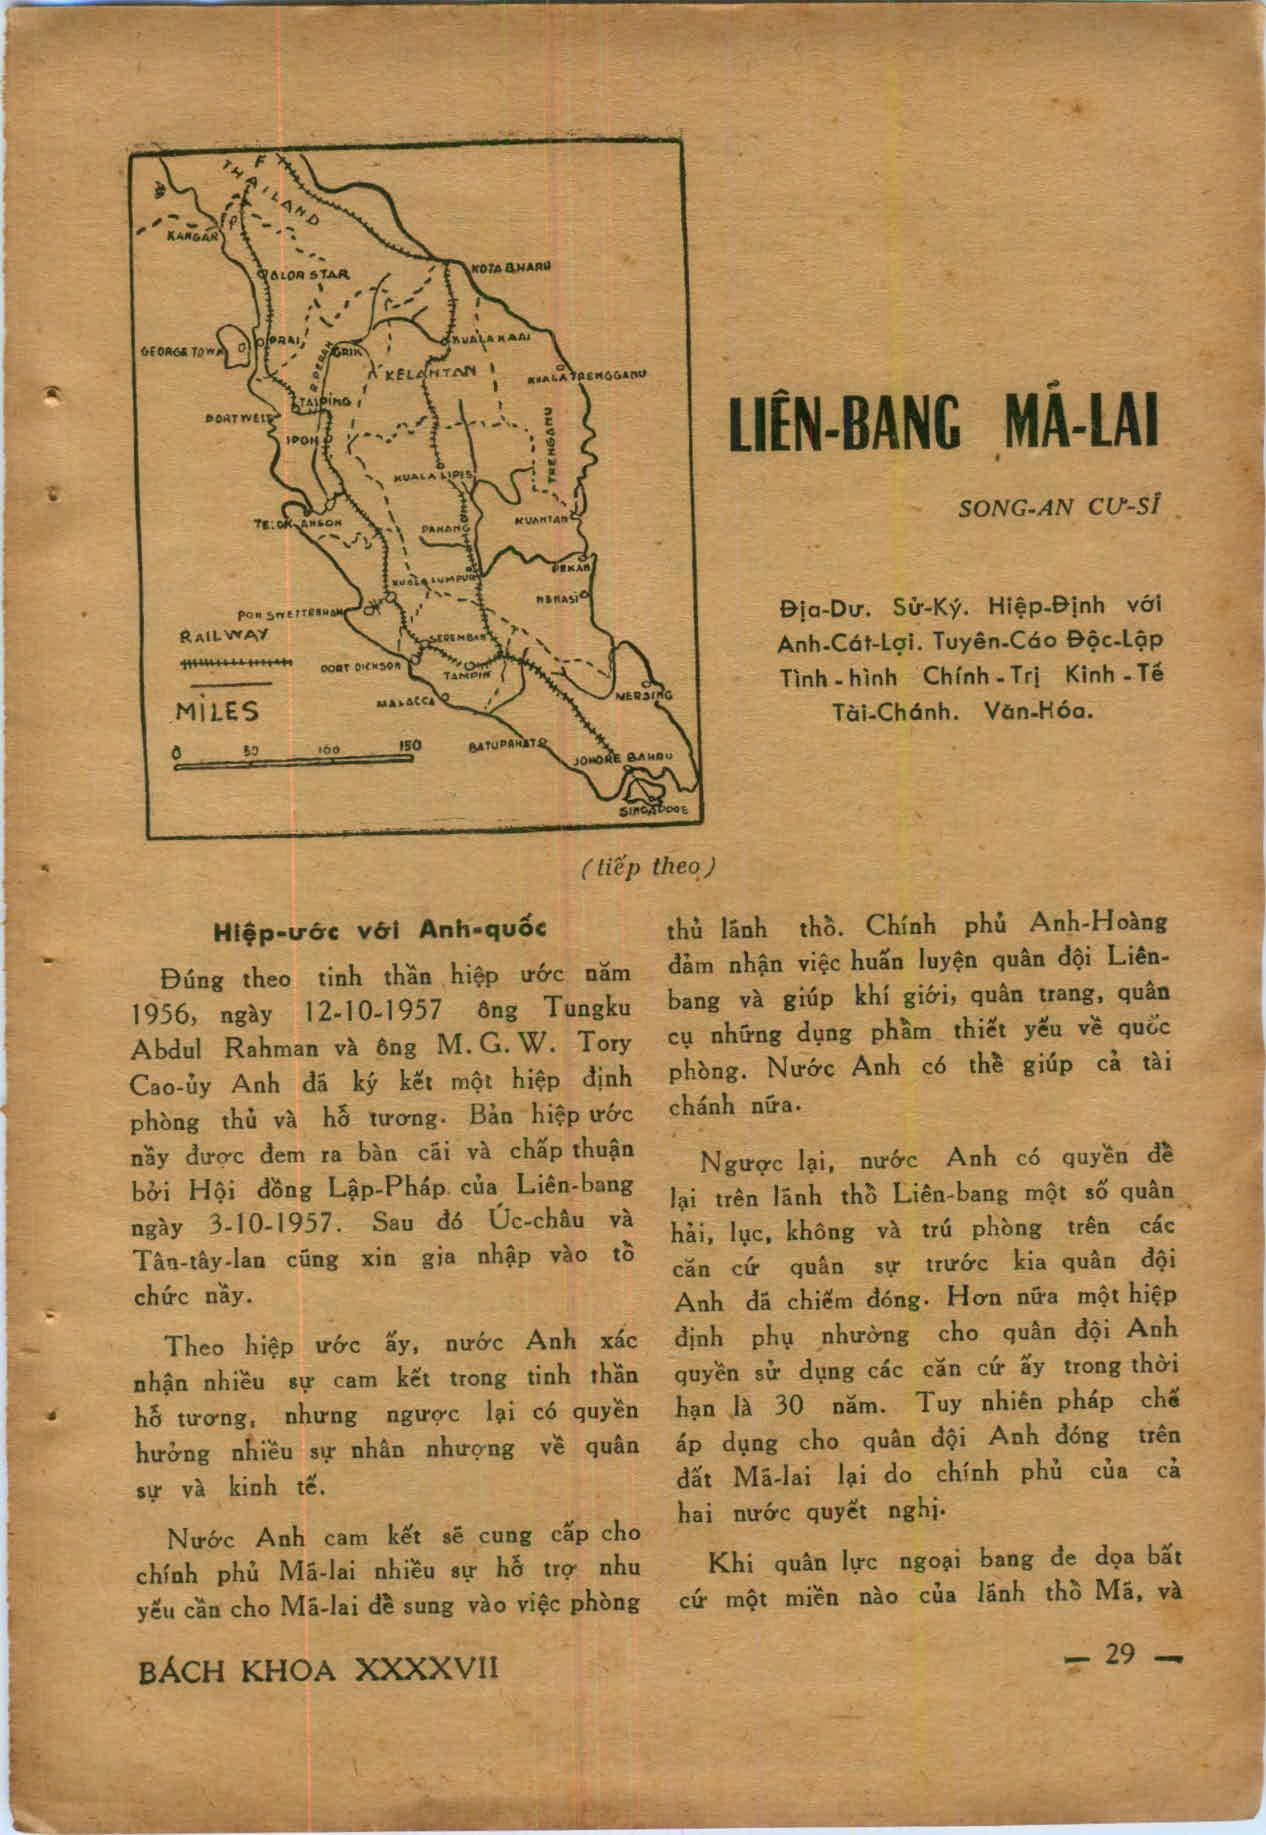 THAILAND
KANGAR
P
ALOR STAR
KOTA BHARU
GEORGE TOWN
PRAI
GRIK
R PERAK
KELANTAN
KUALA TRENGGANU
TAIPING
PORT WELD
IPOH
TRENGANU
KUALA LIPIS
TELOK ANSON
PAHANG
KUANTAN
PEKAN
KUALA LUMPUR
PORT SWETTENHAM
RAILWAY
SEREMBAN
PORT DICKSON
TAMPIN
MALACCA
MERSING
MILES
0 50 100 150
BATUPAHAT
JOHORE BAHRU
SINGAPOOE
LIÊN-BANG MÃ-LAI
SONG-AN CƯ-SĨ
Địa-Dư. Sử-Ký. Hiệp-Định với
Anh-Cát-Lợi. Tuyên-Cáo Độc-Lập
Tình - hình Chính - Trị Kinh - Tế
Tài-Chánh. Văn-Hóa.
(tiếp theo)
Hiệp-ước với Anh-quốc
Đúng theo tinh thần hiệp ước năm
1956, ngày 12-10-1957 ông Tungku
Abdul Rahman và ông M. G. W. Tory
Cao-ủy Anh đã ký kết một hiệp định
phòng thủ và hỗ tương. Bản hiệp ước
nầy được đem ra bàn cãi và chấp thuận
bởi Hội đồng Lập-Pháp của Liên-bang
ngày 3-10-1957. Sau đó Úc-châu và
Tân-tây-lan cũng xin gia nhập vào tổ
chức nầy.
Theo hiệp ước ấy, nước Anh xác
nhận nhiều sự cam kết trong tinh thần
hỗ tương, nhưng ngược lại có quyền
hưởng nhiều sự nhân nhượng về quân
sự và kinh tế.
Nước Anh cam kết sẽ cung cấp cho
chính phủ Mã-lai nhiều sự hỗ trợ nhu
yếu cần cho Mã-lai để sung vào việc phòng
thủ lãnh thổ. Chính phủ Anh-Hoàng
đảm nhận việc huấn luyện quân đội Liên-
bang và giúp khí giới, quân trang, quân
cụ những dụng phẩm thiết yếu về quốc
phòng. Nước Anh có thể giúp cả tài
chánh nữa.
Ngược lại, nước Anh có quyền để
lại trên lãnh thổ Liên-bang một số quân
hải, lục, không và trú phòng trên các
căn cứ quân sự trước kia quân đội
Anh đã chiếm đóng. Hơn nữa một hiệp
định phụ nhường cho quân đội Anh
quyền sử dụng các căn cứ ấy trong thời
hạn là 30 năm. Tuy nhiên pháp chế
áp dụng cho quân đội Anh đóng trên
đất Mã-lai lại do chính phủ của cả
hai nước quyết nghị.
Khi quân lực ngoại bang đe dọa bất
cứ một miền nào của lãnh thổ Mã, và
BÁCH KHOA XXXXVII
— 29 —